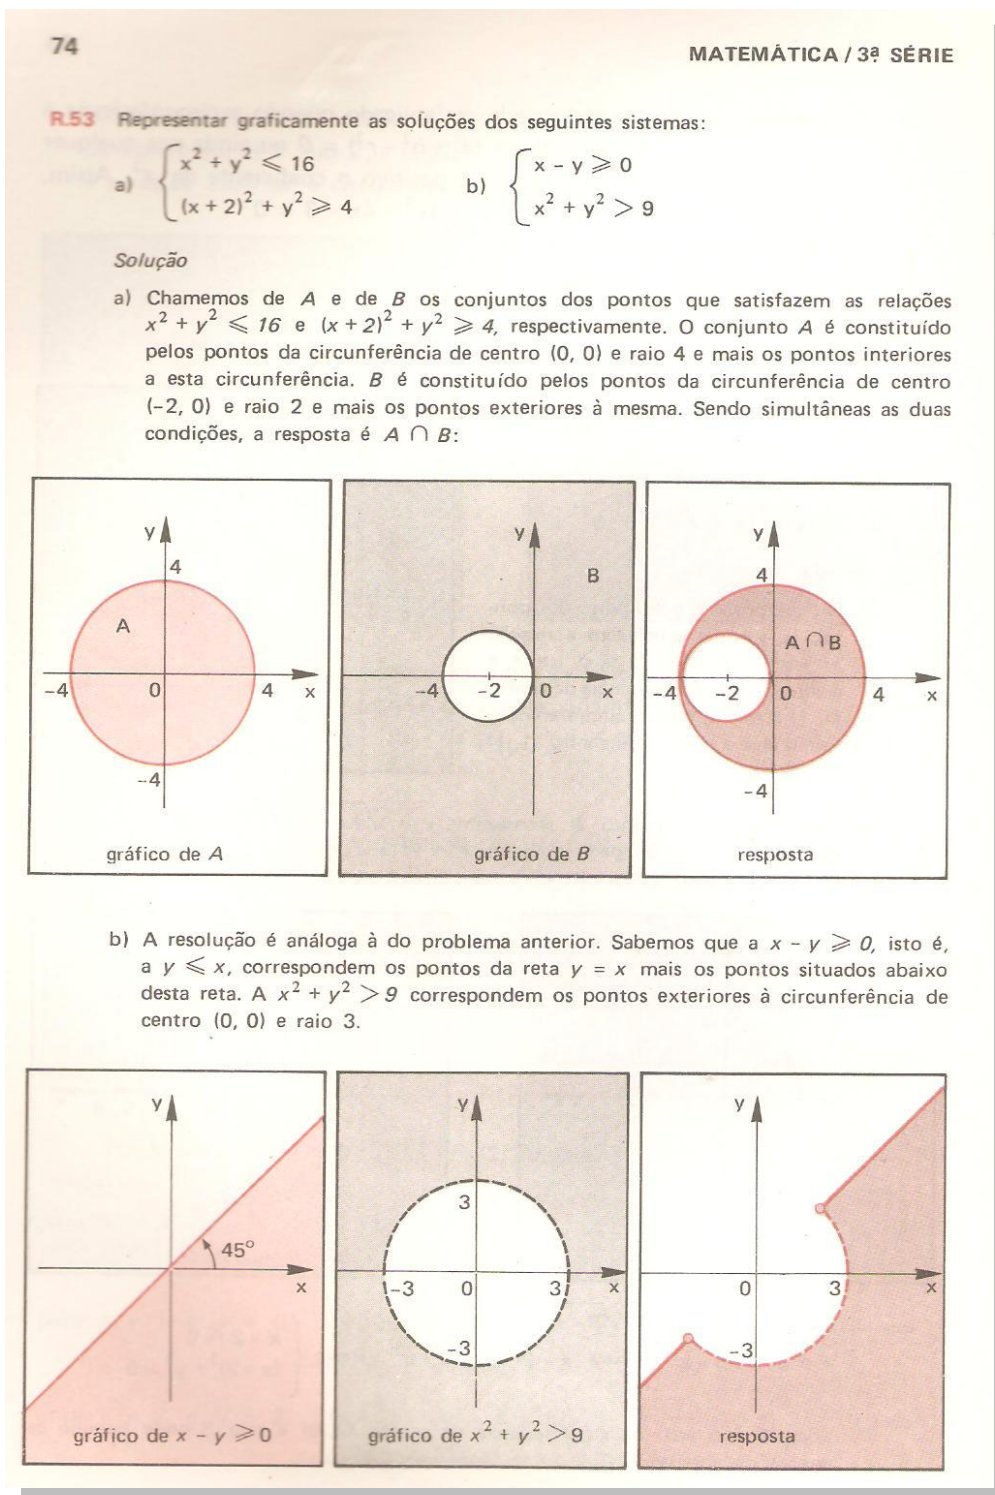 74
MATEMÁTICA / 3ª SÉRIE
R.53 Representar graficamente as soluções dos seguintes sistemas:
a) { x² + y² ⩽ 16
(x + 2)² + y² ⩾ 4
b) { x - y ⩾ 0
x² + y² > 9
Solução
a) Chamemos de A e de B os conjuntos dos pontos que satisfazem as relações
x² + y² ⩽ 16 e (x + 2)² + y² ⩾ 4, respectivamente. O conjunto A é constituído
pelos pontos da circunferência de centro (0, 0) e raio 4 e mais os pontos interiores
a esta circunferência. B é constituído pelos pontos da circunferência de centro
(-2, 0) e raio 2 e mais os pontos exteriores à mesma. Sendo simultâneas as duas
condições, a resposta é A ∩ B:
y
4
A
-4 0 4 x
-4
gráfico de A
y
B
-4 -2 0 x
gráfico de B
y
4
A ∩ B
-4 -2 0 4 x
-4
resposta
b) A resolução é análoga à do problema anterior. Sabemos que a x - y ⩾ 0, isto é,
a y ⩽ x, correspondem os pontos da reta y = x mais os pontos situados abaixo
desta reta. A x² + y² > 9 correspondem os pontos exteriores à circunferência de
centro (0, 0) e raio 3.
y
45°
x
gráfico de x - y ⩾ 0
y
3
-3 0 3 x
-3
gráfico de x² + y² > 9
y
0 3 x
-3
resposta